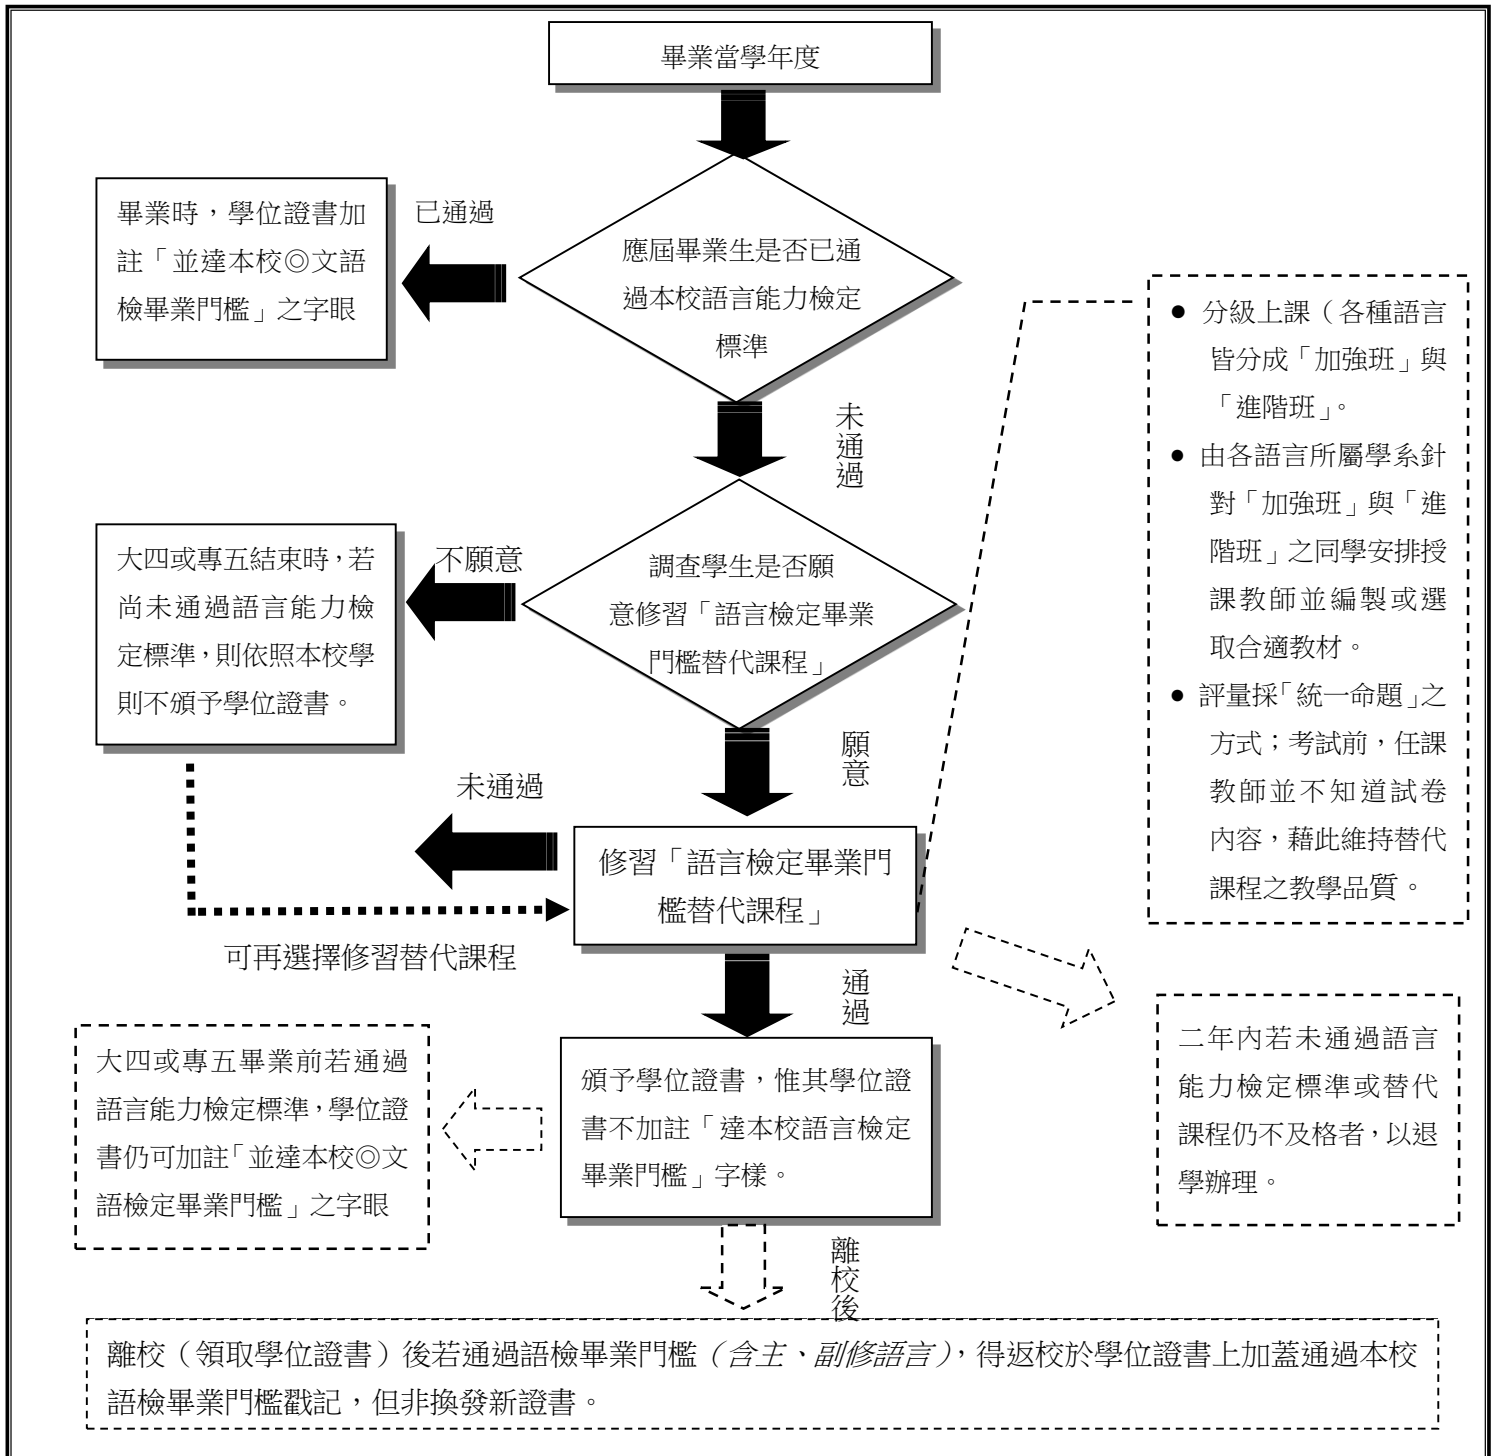 畢業當學年度
畢業時，學位證書加
註「並達本校◎文語
檢畢業門檻」之字眼
已通過
應屆畢業生是否已通
過本校語言能力檢定
標準
未通過
● 分級上課（各種語言
皆分成「加強班」與
「進階班」。
● 由各語言所屬學系針
對「加強班」與「進
階班」之同學安排授
課教師並編製或選
取合適教材。
● 評量採「統一命題」之
方式；考試前，任課
教師並不知道試卷
內容，藉此維持替代
課程之教學品質。
大四或專五結束時，若
尚未通過語言能力檢
定標準，則依照本校學
則不頒予學位證書。
不願意
調查學生是否願
意修習「語言檢定畢業
門檻替代課程」
願意
未通過
修習「語言檢定畢業門
檻替代課程」
可再選擇修習替代課程
通過
二年內若未通過語言
能力檢定標準或替代
課程仍不及格者，以退
學辦理。
大四或專五畢業前若通過
語言能力檢定標準，學位證
書仍可加註「並達本校◎文
語檢定畢業門檻」之字眼
頒予學位證書，惟其學位證
書不加註「達本校語言檢定
畢業門檻」字樣。
離校後
離校（領取學位證書）後若通過語檢畢業門檻（含主、副修語言），得返校於學位證書上加蓋通過本校
語檢畢業門檻戳記，但非換發新證書。